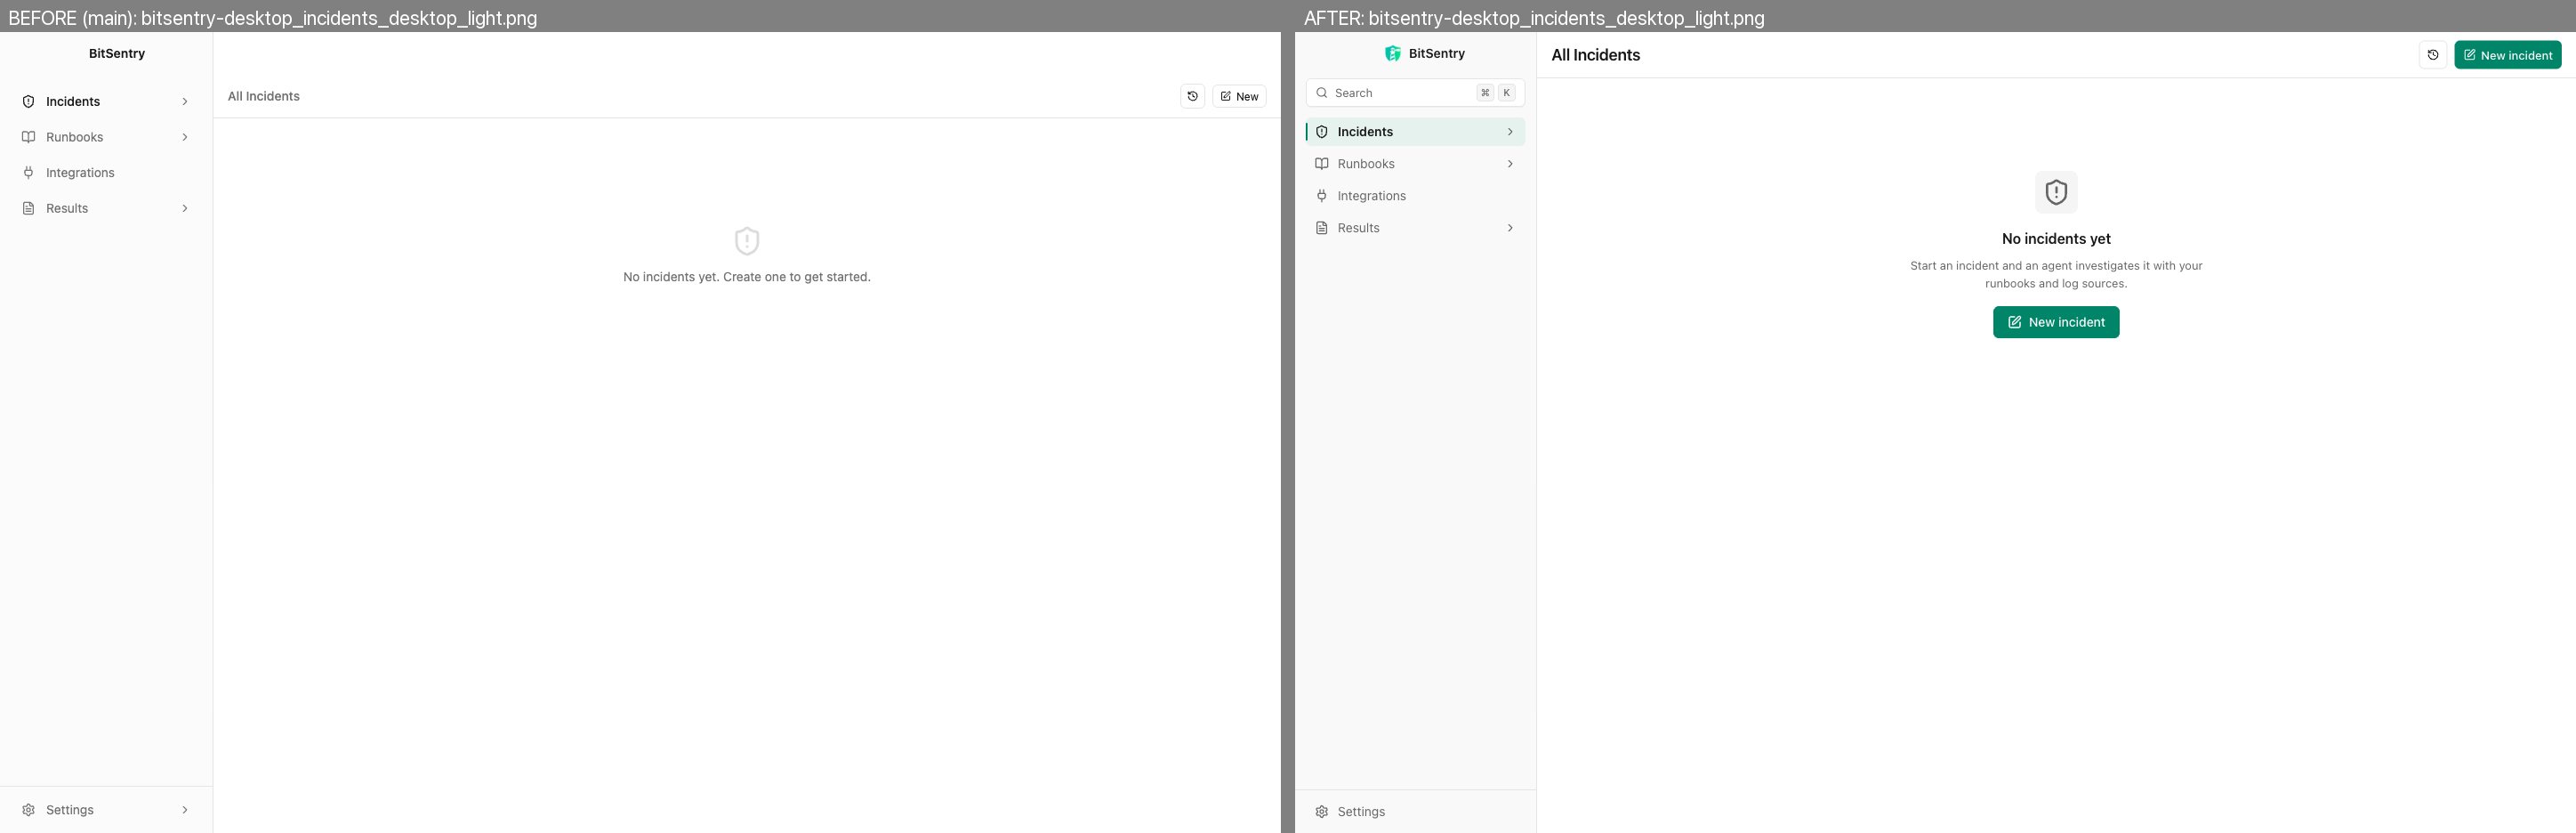 BEFORE (main): bitsentry-desktop_incidents_desktop_light.png
BitSentry
Incidents
Runbooks
Integrations
Results
Settings
All Incidents
New
No incidents yet. Create one to get started.
AFTER: bitsentry-desktop_incidents_desktop_light.png
BitSentry
Search ⌘ K
Incidents
Runbooks
Integrations
Results
Settings
All Incidents
New incident
No incidents yet
Start an incident and an agent investigates it with your
runbooks and log sources.
New incident